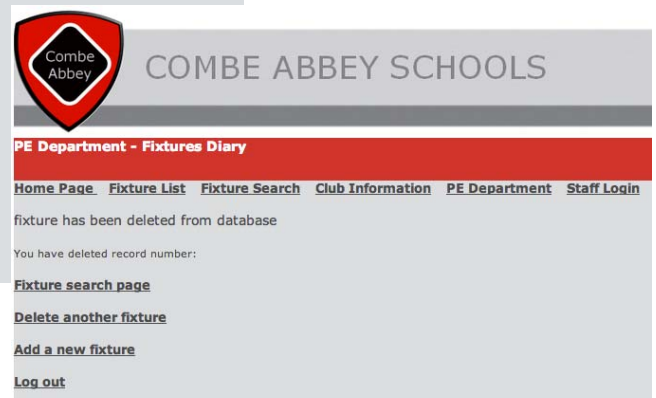 Combe
Abbey
COMBE ABBEY SCHOOLS
PE Department - Fixtures Diary
Home Page Fixture List Fixture Search Club Information PE Department Staff Login
fixture has been deleted from database
You have deleted record number:
Fixture search page
Delete another fixture
Add a new fixture
Log out